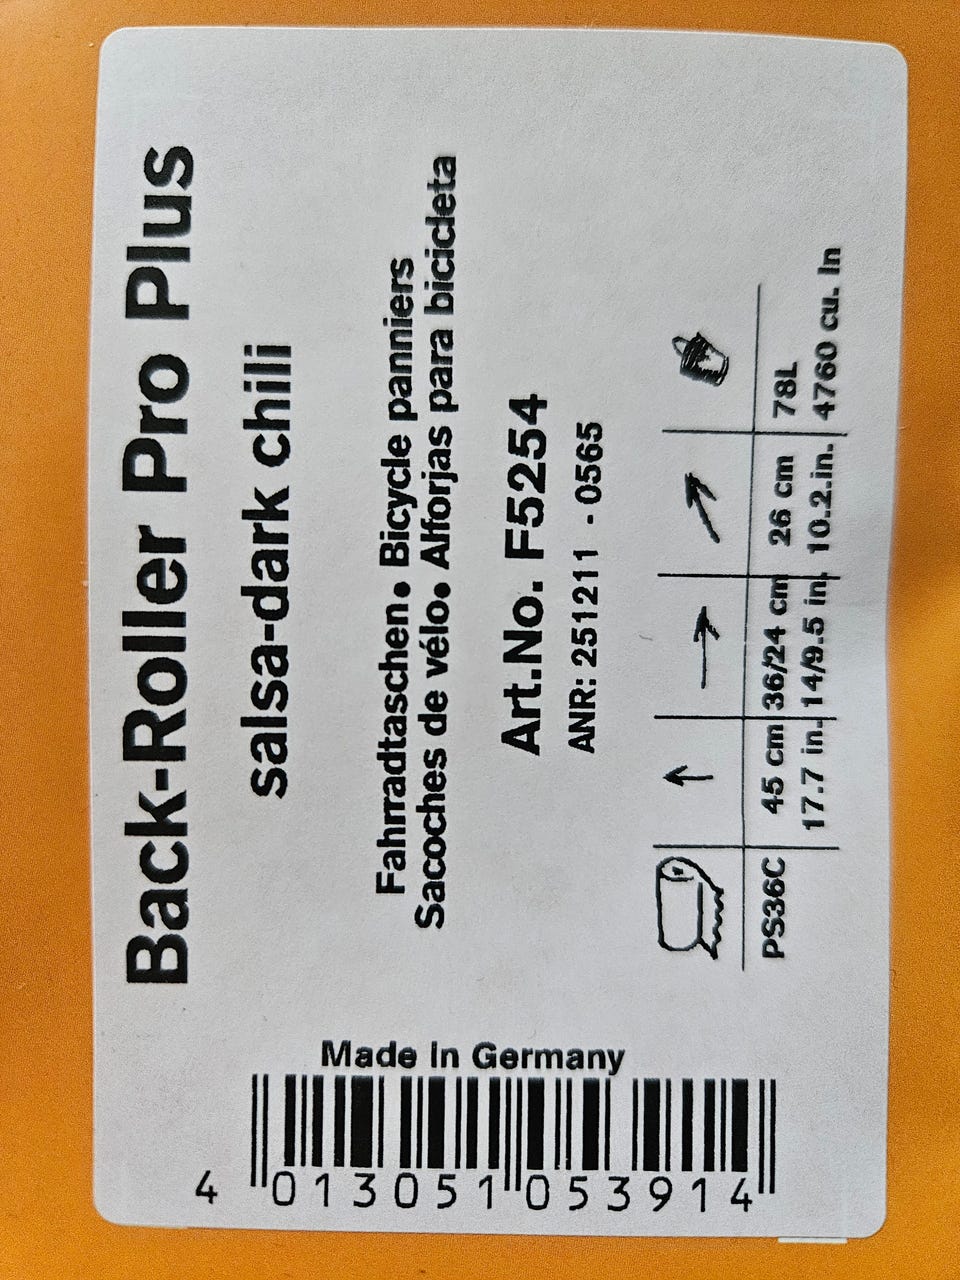 Back-Roller Pro Plus
salsa-dark chili
Fahrradtaschen • Bicycle panniers
Sacoches de vélo • Alforjas para bicicleta
Art.No. F5254
ANR: 251211 - 0565
PS36C 45 cm 36/24 cm 26 cm 78L
17.7 in. 14/9.5 in. 10.2.in. 4760 cu. In
Made In Germany
4 013051 053914